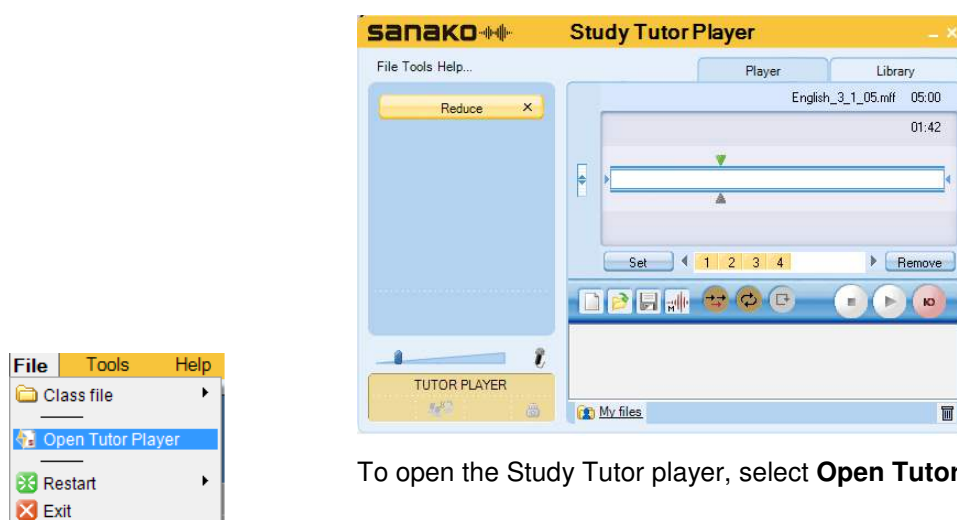 sanako Study Tutor Player
File Tools Help...
Player Library
Reduce ×
English_3_1_05.mff 05:00
01:42
Set 1 2 3 4 Remove
M
TUTOR PLAYER
My files
File Tools Help
Class file
Open Tutor Player
Restart
Exit
To open the Study Tutor player, select Open Tutor